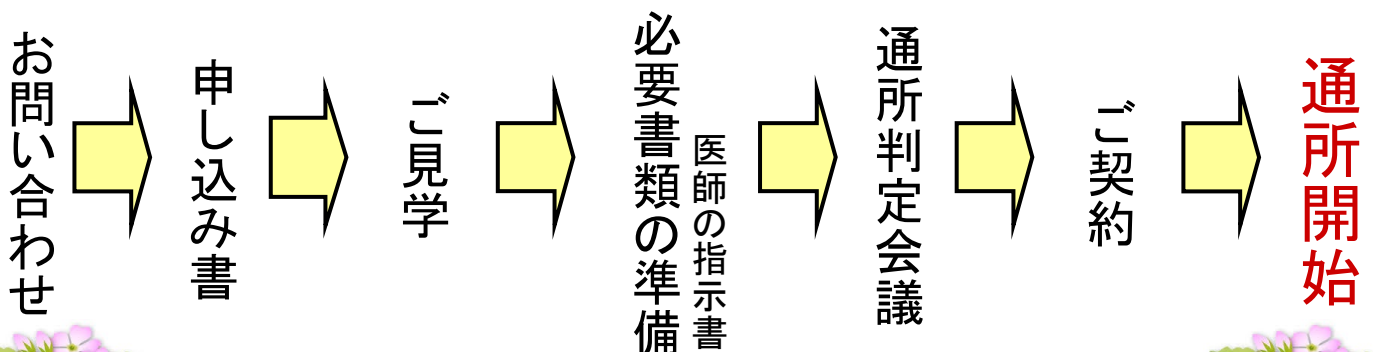 お問い合わせ
申し込み書
ご見学
必要書類の準備
医師の指示書
通所判定会議
ご契約
通所開始